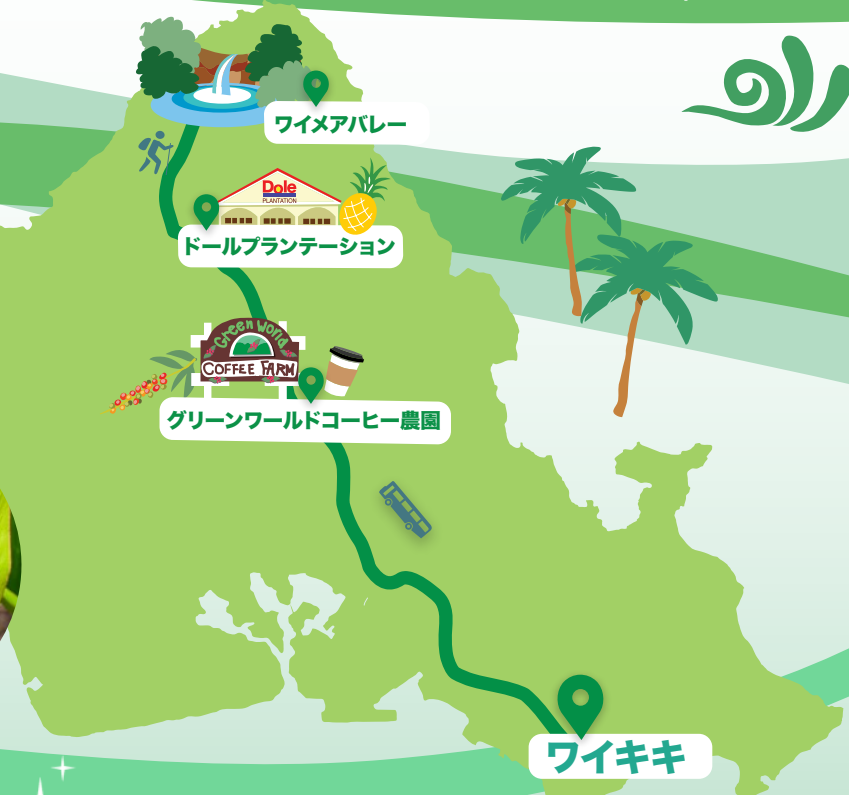 ワイメアバレー
Dole
PLANTATION
ドールプランテーション
Green World
COFFEE FARM
グリーンワールドコーヒー農園
ワイキキ